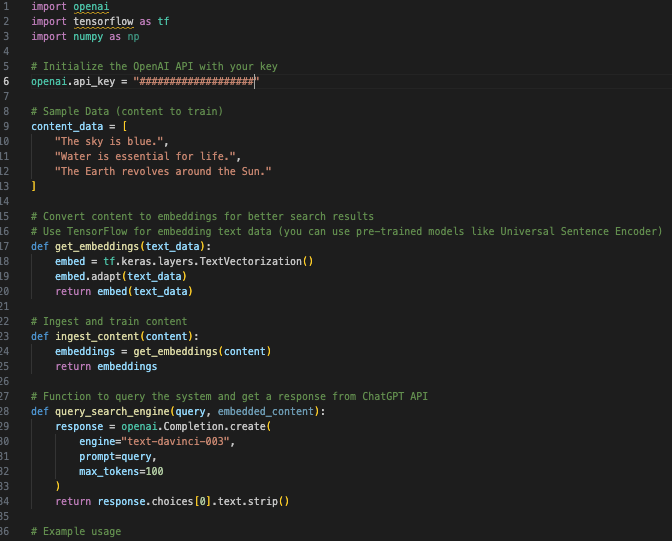 1 import openai
2 import tensorflow as tf
3 import numpy as np
4
5 # Initialize the OpenAI API with your key
6 openai.api_key = "###################"
7
8 # Sample Data (content to train)
9 content_data = [
10 "The sky is blue.",
11 "Water is essential for life.",
12 "The Earth revolves around the Sun."
13 ]
14
15 # Convert content to embeddings for better search results
16 # Use TensorFlow for embedding text data (you can use pre-trained models like Universal Sentence Encoder)
17 def get_embeddings(text_data):
18 embed = tf.keras.layers.TextVectorization()
19 embed.adapt(text_data)
20 return embed(text_data)
21
22 # Ingest and train content
23 def ingest_content(content):
24 embeddings = get_embeddings(content)
25 return embeddings
26
27 # Function to query the system and get a response from ChatGPT API
28 def query_search_engine(query, embedded_content):
29 response = openai.Completion.create(
30 engine="text-davinci-003",
31 prompt=query,
32 max_tokens=100
33 )
34 return response.choices[0].text.strip()
35
36 # Example usage